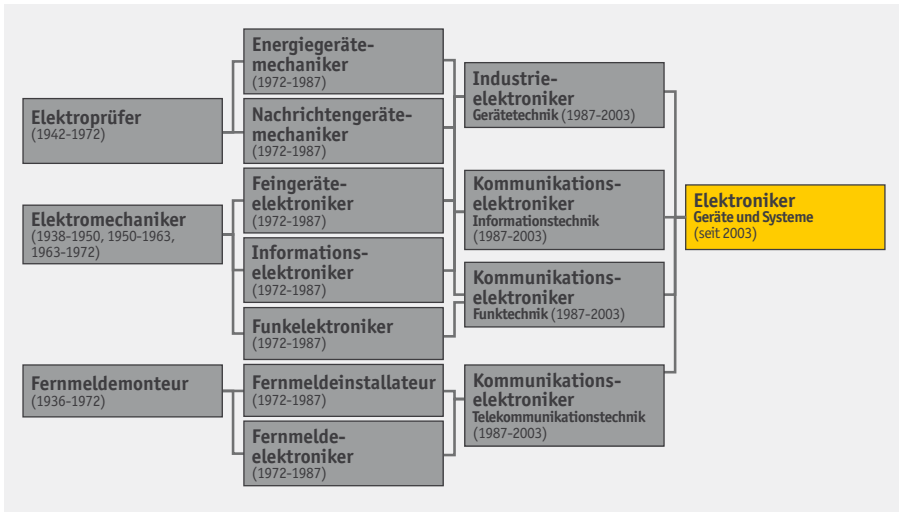 Elektroprüfer
(1942-1972)
Elektromechaniker
(1938-1950, 1950-1963,
1963-1972)
Fernmeldemonteur
(1936-1972)
Energiegeräte-
mechaniker
(1972-1987)
Nachrichtengeräte-
mechaniker
(1972-1987)
Feingeräte-
elektroniker
(1972-1987)
Informations-
elektroniker
(1972-1987)
Funkelektroniker
(1972-1987)
Fernmeldeinstallateur
(1972-1987)
Fernmelde-
elektroniker
(1972-1987)
Industrie-
elektroniker
Gerätetechnik (1987-2003)
Kommunikations-
elektroniker
Informationstechnik
(1987-2003)
Kommunikations-
elektroniker
Funktechnik (1987-2003)
Kommunikations-
elektroniker
Telekommunikationstechnik
(1987-2003)
Elektroniker
Geräte und Systeme
(seit 2003)